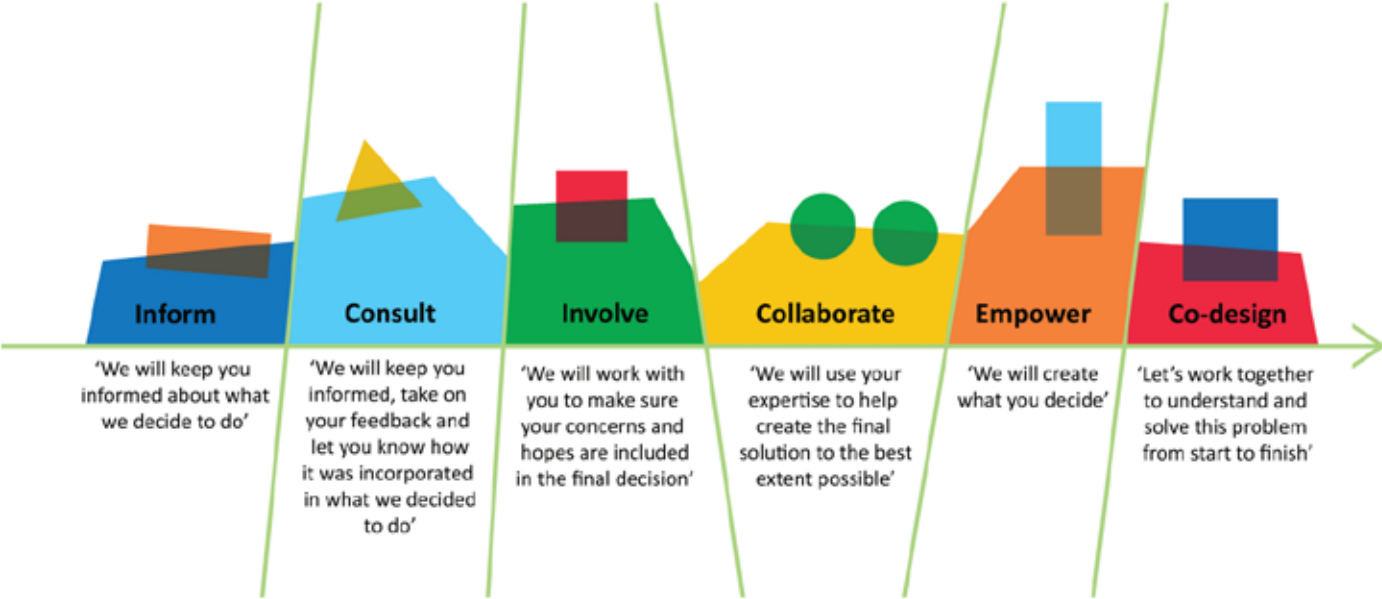 Inform
‘We will keep you
informed about what
we decide to do’
Consult
‘We will keep you
informed, take on
your feedback and
let you know how
it was incorporated
in what we decided
to do’
Involve
‘We will work with
you to make sure
your concerns and
hopes are included
in the final decision’
Collaborate
‘We will use your
expertise to help
create the final
solution to the best
extent possible’
Empower
‘We will create
what you decide’
Co-design
‘Let’s work together
to understand and
solve this problem
from start to finish’